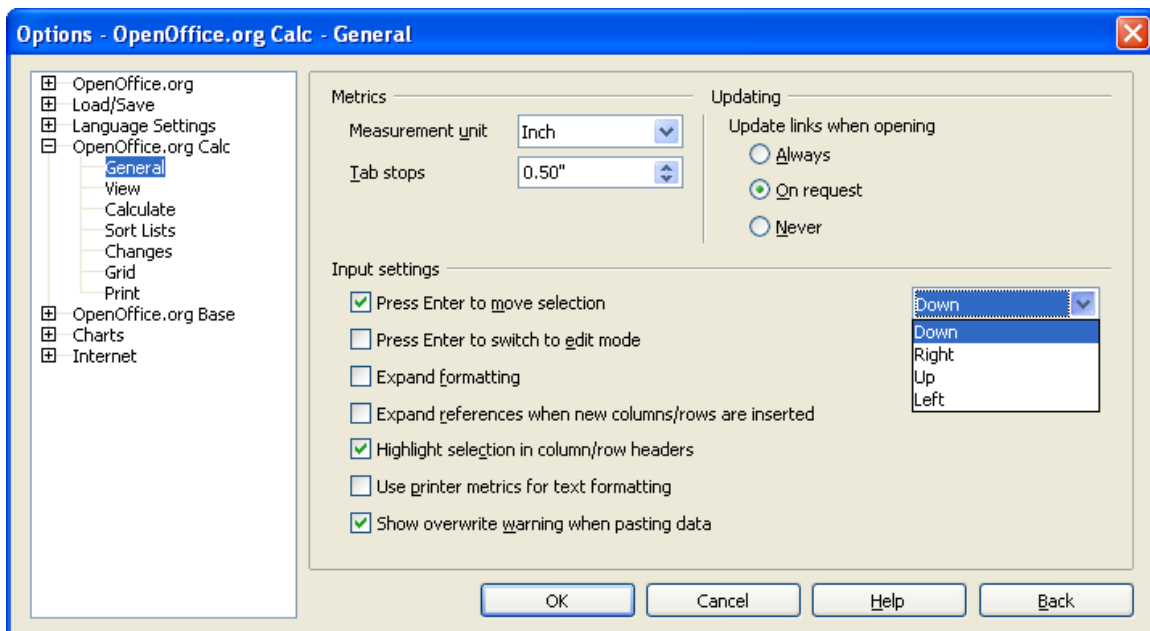 Options - OpenOffice.org Calc - General
OpenOffice.org
Load/Save
Language Settings
OpenOffice.org Calc
General
View
Calculate
Sort Lists
Changes
Grid
Print
OpenOffice.org Base
Charts
Internet
Metrics
Measurement unit Inch
Tab stops 0.50"
Updating
Update links when opening
Always
On request
Never
Input settings
Press Enter to move selection Down
Press Enter to switch to edit mode
Expand formatting
Expand references when new columns/rows are inserted
Highlight selection in column/row headers
Use printer metrics for text formatting
Show overwrite warning when pasting data
Down
Right
Up
Left
OK Cancel Help Back